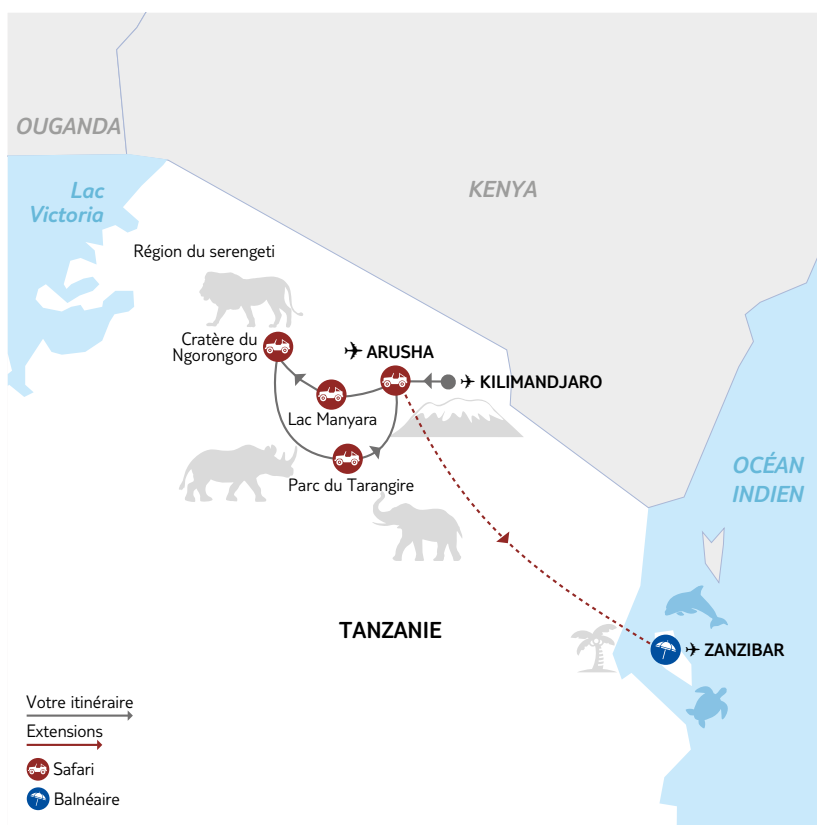 OUGANDA
KENYA
Lac
Victoria
Région du serengeti
Cratère du
Ngorongoro
ARUSHA
KILIMANDJARO
Lac Manyara
Parc du Tarangire
OCÉAN
INDIEN
TANZANIE
ZANZIBAR
Votre itinéraire
Extensions
Safari
Balnéaire